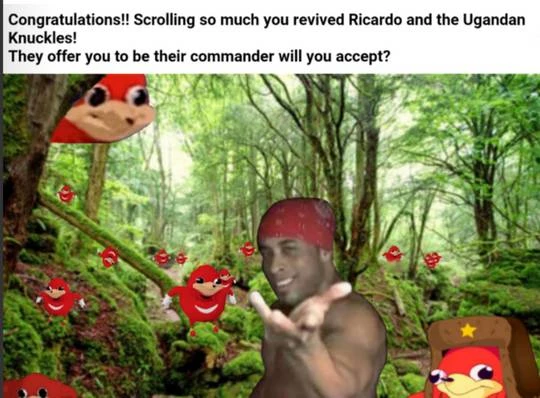 Congratulations!! Scrolling so much you revived Ricardo and the Ugandan
Knuckles!
They offer you to be their commander will you accept?